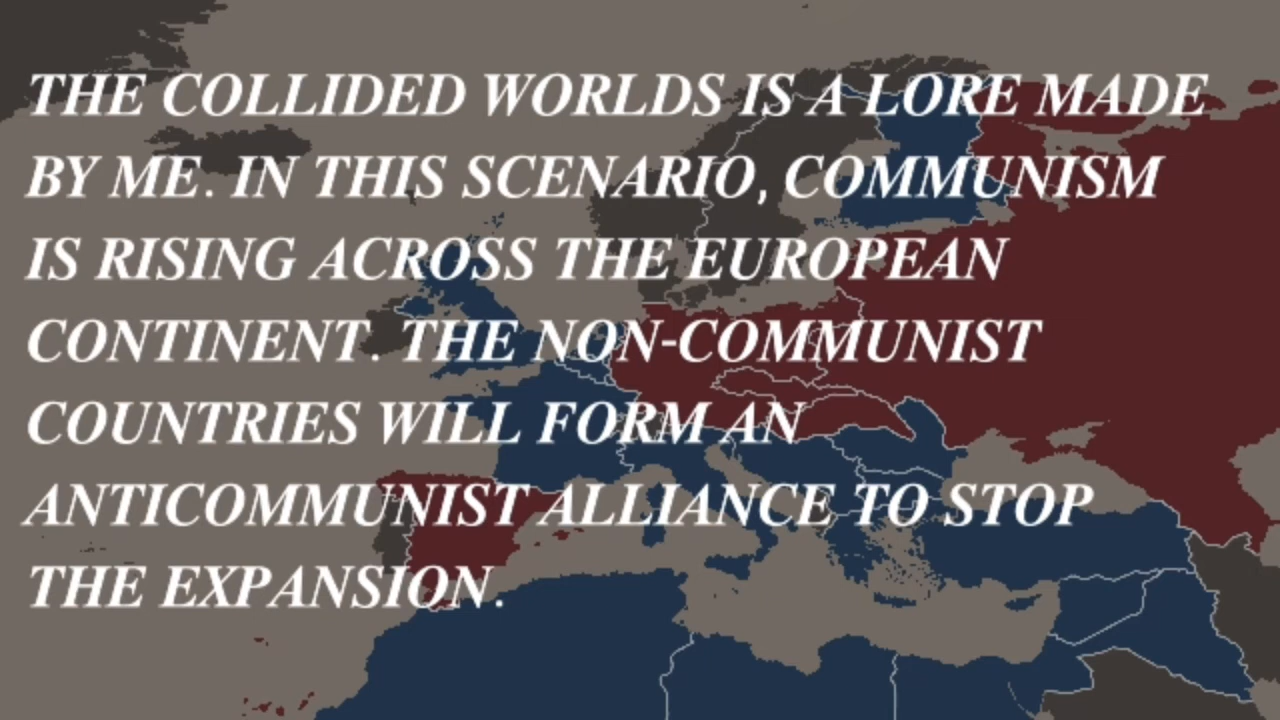 THE COLLIDED WORLDS IS A LORE MADE
BY ME. IN THIS SCENARIO, COMMUNISM
IS RISING ACROSS THE EUROPEAN
CONTINENT. THE NON-COMMUNIST
COUNTRIES WILL FORM AN
ANTICOMMUNIST ALLIANCE TO STOP
THE EXPANSION.